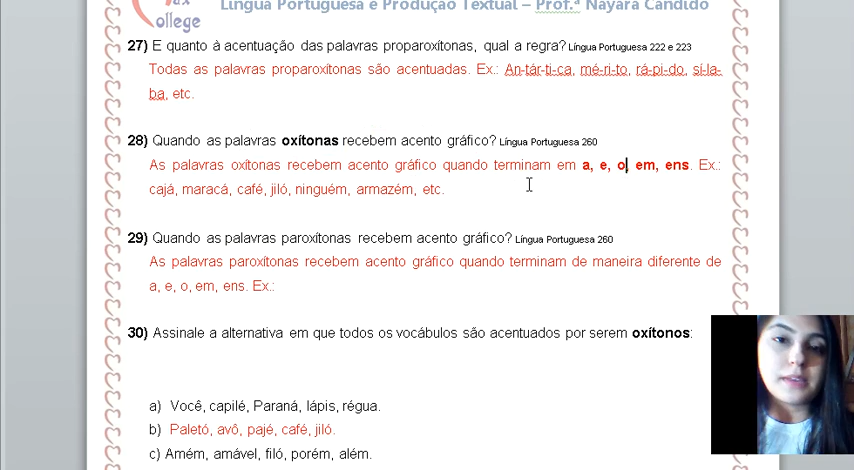 Língua Portuguesa e Produção Textual – Prof.ª Nayara Candido
ollege
27) E quanto à acentuação das palavras proparoxítonas, qual a regra? Língua Portuguesa 222 e 223
Todas as palavras proparoxítonas são acentuadas. Ex.: An-tár-ti-ca, mé-ri-to, rá-pi-do, sí-la-
ba, etc.
28) Quando as palavras oxítonas recebem acento gráfico? Língua Portuguesa 260
As palavras oxítonas recebem acento gráfico quando terminam em a, e, o, em, ens. Ex.:
cajá, maracá, café, jiló, ninguém, armazém, etc.
29) Quando as palavras paroxítonas recebem acento gráfico? Língua Portuguesa 260
As palavras paroxítonas recebem acento gráfico quando terminam de maneira diferente de
a, e, o, em, ens. Ex.:
30) Assinale a alternativa em que todos os vocábulos são acentuados por serem oxítonos:
a) Você, capilé, Paraná, lápis, régua.
b) Paletó, avô, pajé, café, jiló.
c) Amém, amável, filó, porém, além.